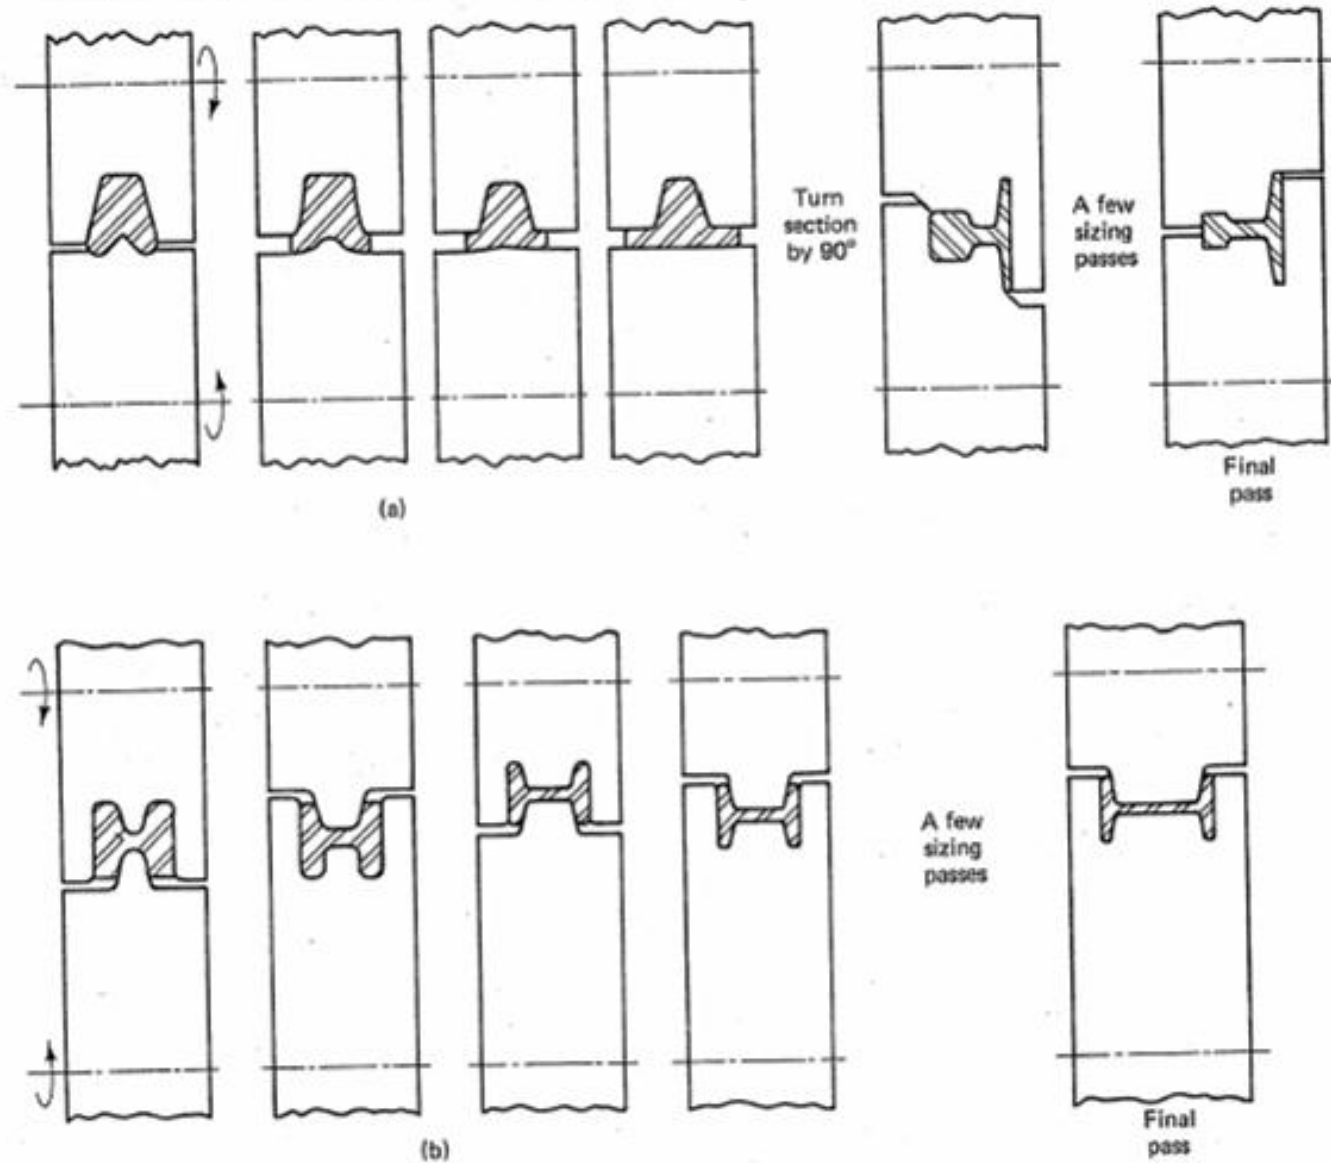 Turn
section
by 90°
A few
sizing
passes
Final
pass
(a)
A few
sizing
passes
Final
pass
(b)